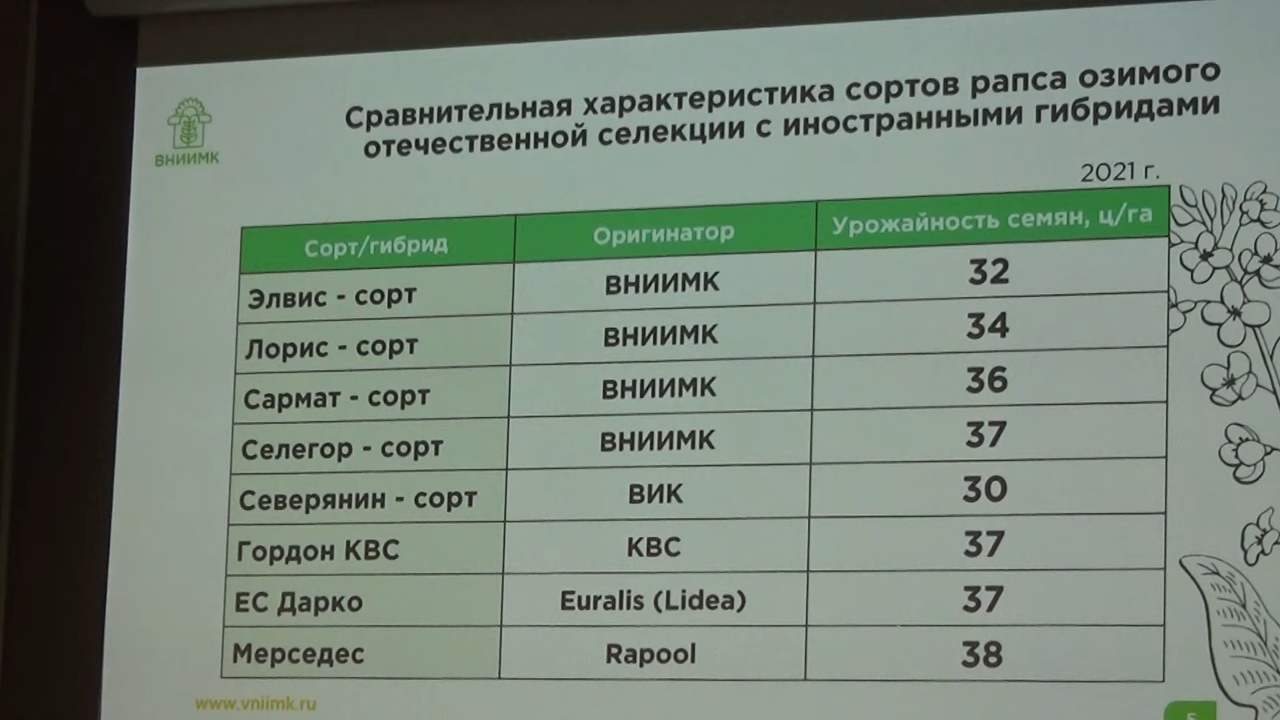 ВНИИМК
Сравнительная характеристика сортов рапса озимого
отечественной селекции с иностранными гибридами
2021 г.
Сорт/гибрид Оригинатор Урожайность семян, ц/га
Элвис - сорт ВНИИМК 32
Лорис - сорт ВНИИМК 34
Сармат - сорт ВНИИМК 36
Селегор - сорт ВНИИМК 37
Северянин - сорт ВИК 30
Гордон КВС КВС 37
ЕС Дарко Euralis (Lidea) 37
Мерседес Rapool 38
www.vniimk.ru
5